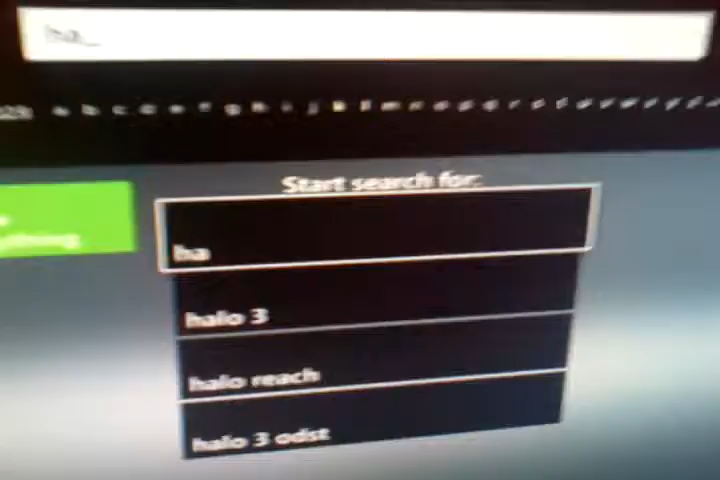 ha_
a b c d e f g h i j k l m n o p q r s t u v w x y z
Start search for:
ha
halo 3
halo reach
halo 3 odst